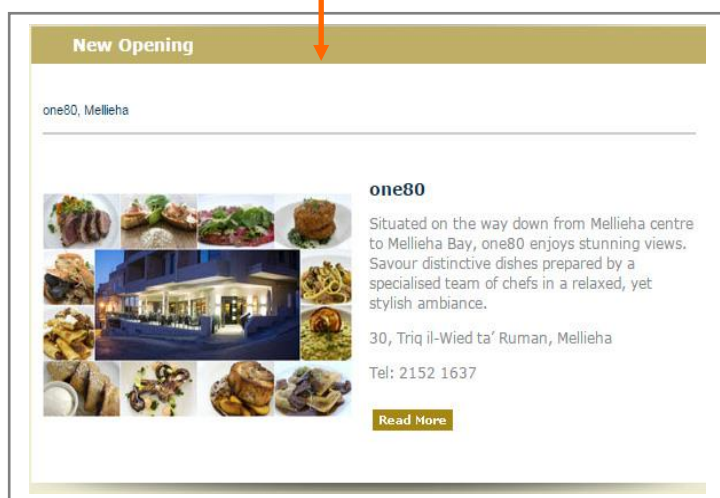 New Opening
one80, Mellieha
one80
Situated on the way down from Mellieha centre
to Mellieha Bay, one80 enjoys stunning views.
Savour distinctive dishes prepared by a
specialised team of chefs in a relaxed, yet
stylish ambiance.
30, Triq il-Wied ta’ Ruman, Mellieha
Tel: 2152 1637
Read More